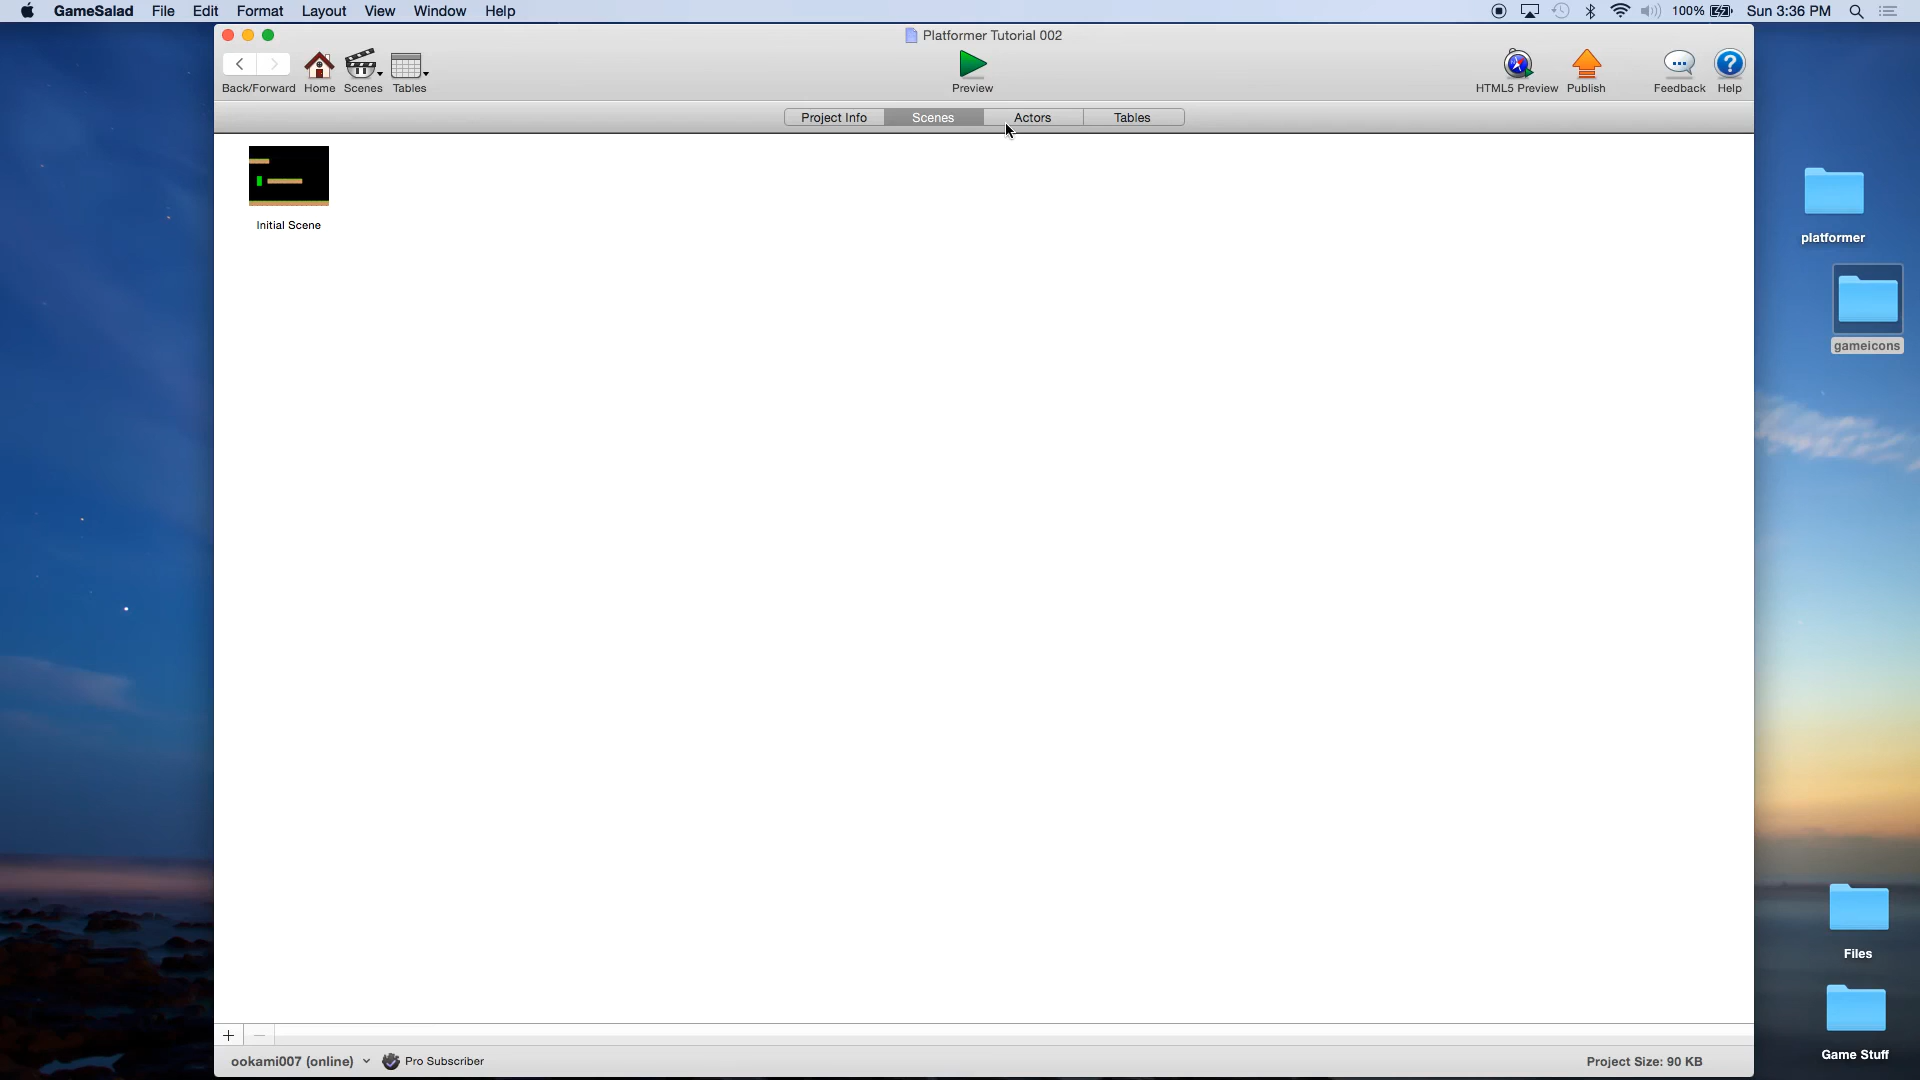 GameSalad File Edit Format Layout View Window Help 100% Sun 3:36 PM
Platformer Tutorial 002
Back/Forward Home Scenes Tables Preview HTML5 Preview Publish Feedback Help
Project Info Scenes Actors Tables
Initial Scene
platformer
gameicons
Files
Game Stuff
ookami007 (online) Pro Subscriber Project Size: 90 KB